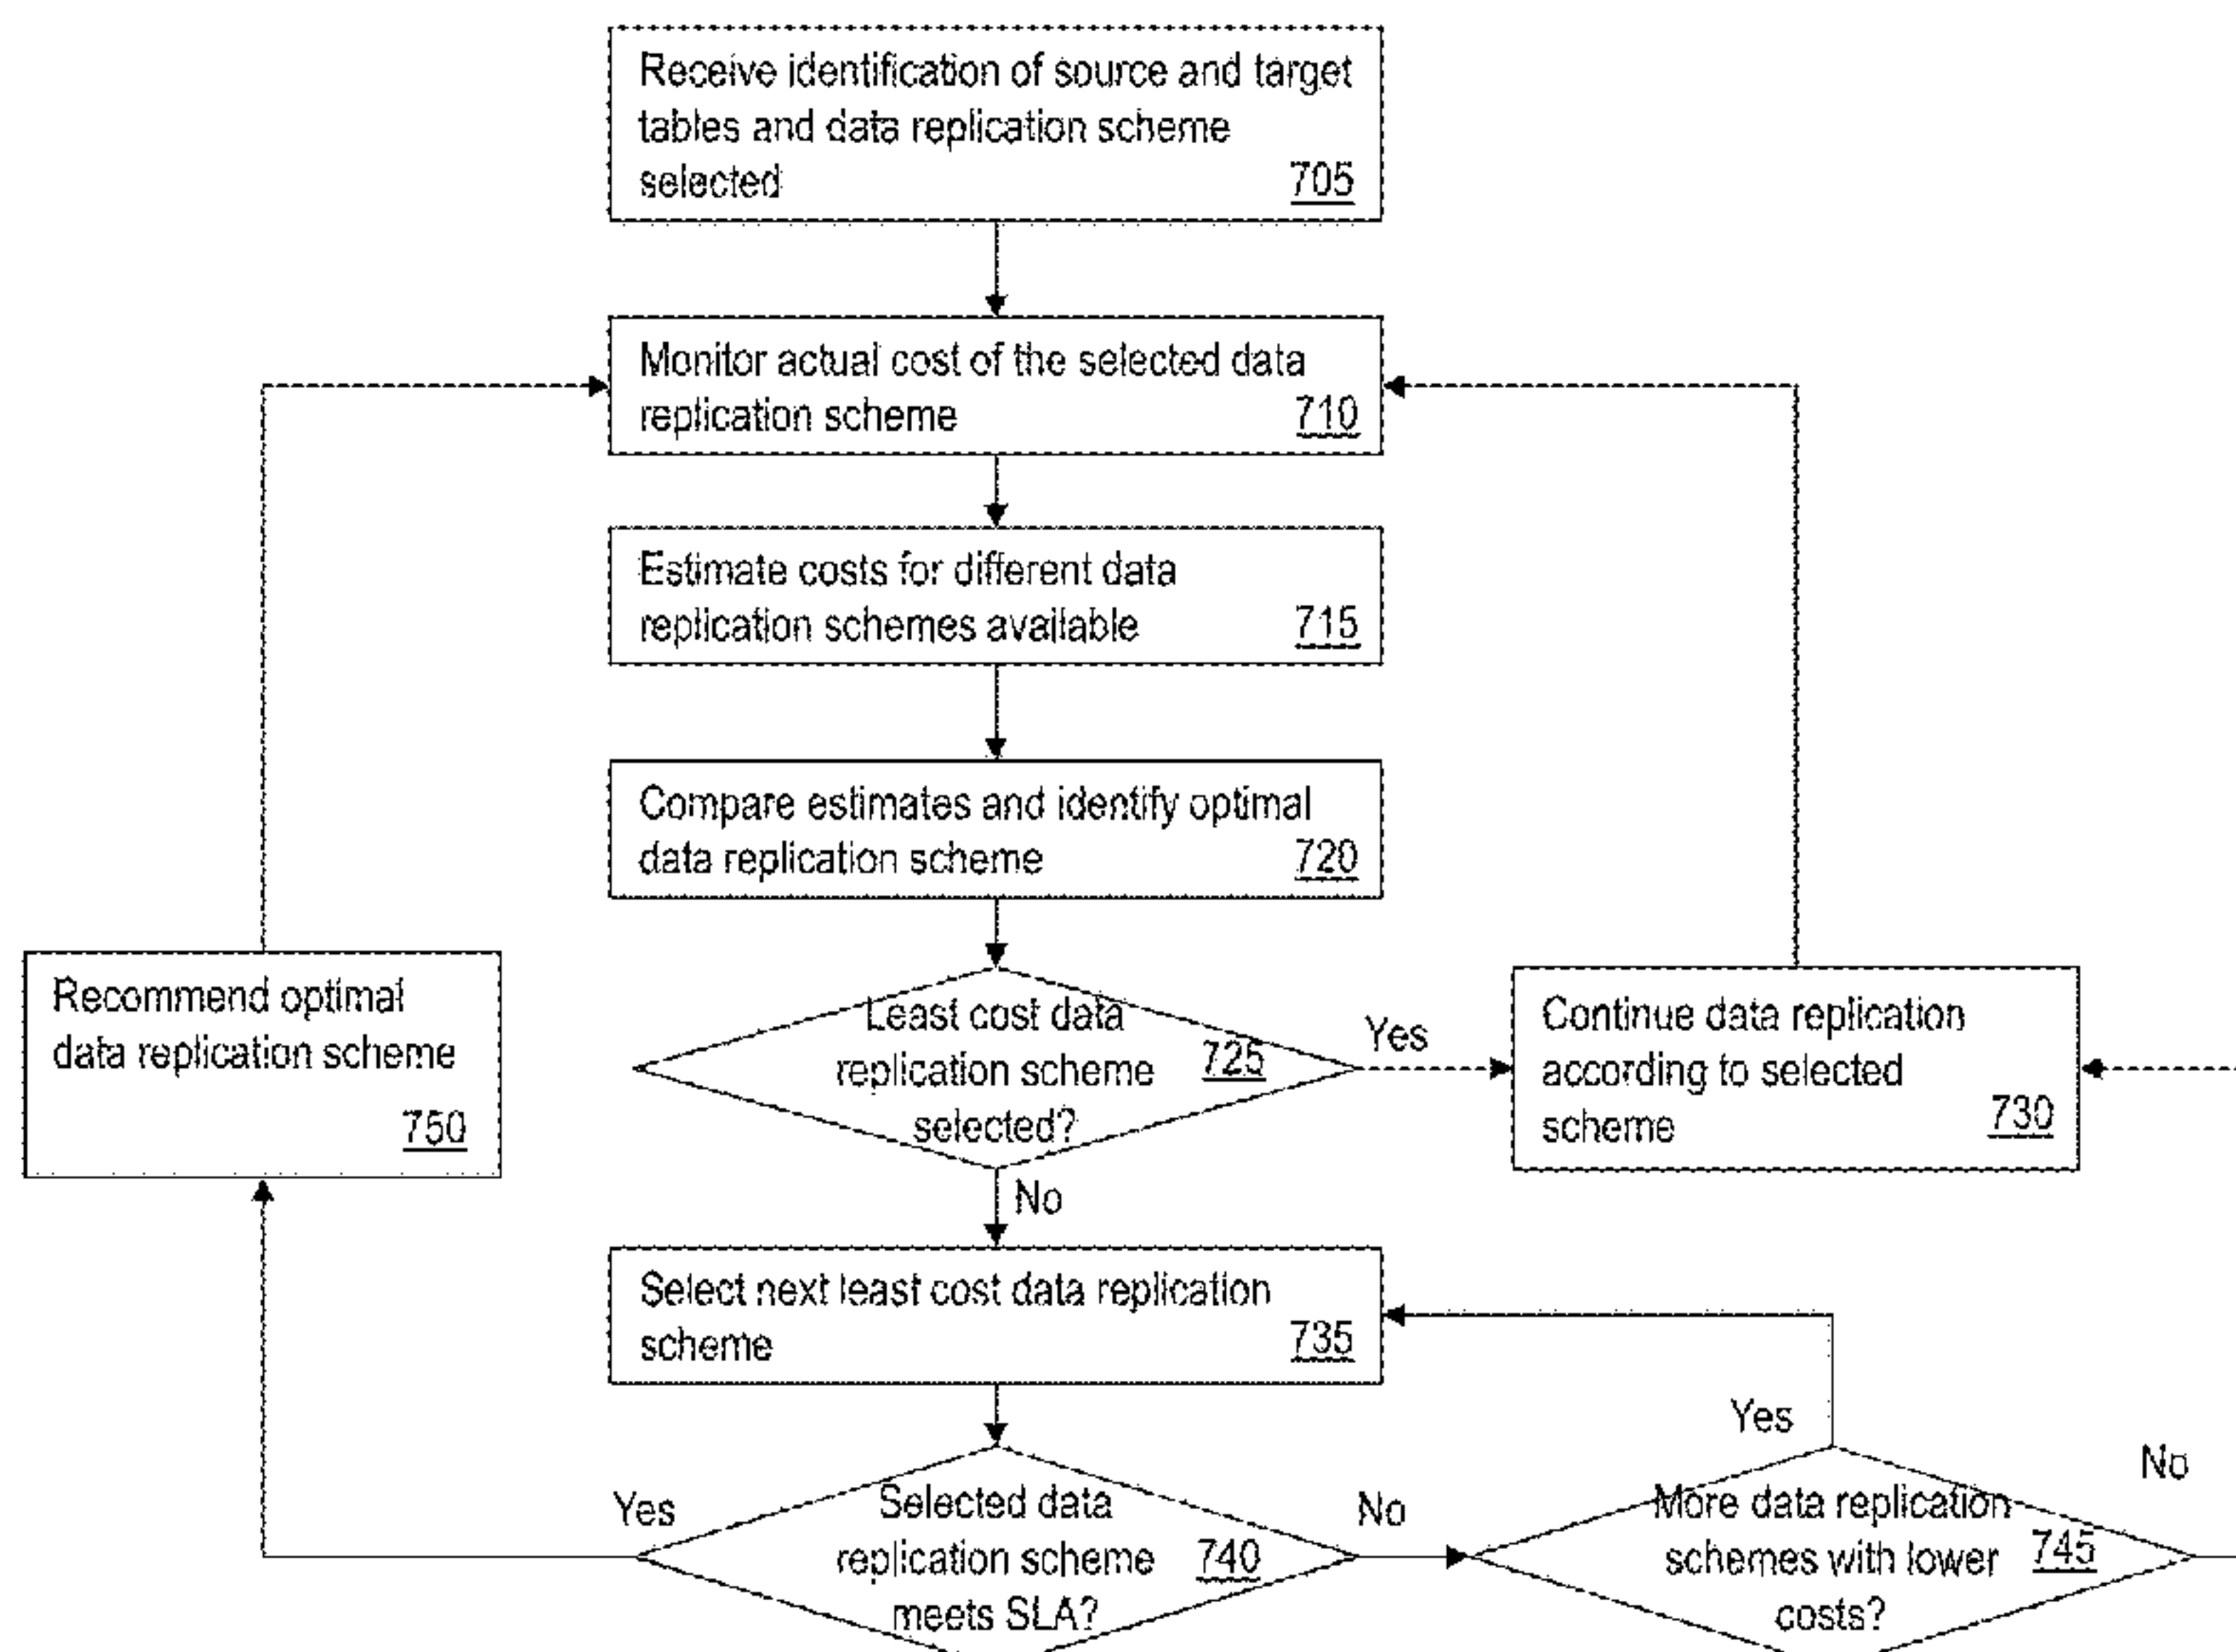 Receive identification of source and target
tables and data replication scheme
selected 705
Monitor actual cost of the selected data
replication scheme 710
Estimate costs for different data
replication schemes available 715
Compare estimates and identify optimal
data replication scheme 720
Recommend optimal
data replication scheme
750
Least cost data
replication scheme 725
selected?
Yes
Continue data replication
according to selected
scheme 730
No
Select next least cost data replication
scheme 735
Yes
Selected data
replication scheme 740
meets SLA?
No
Yes
More data replication
schemes with lower 745
costs?
No